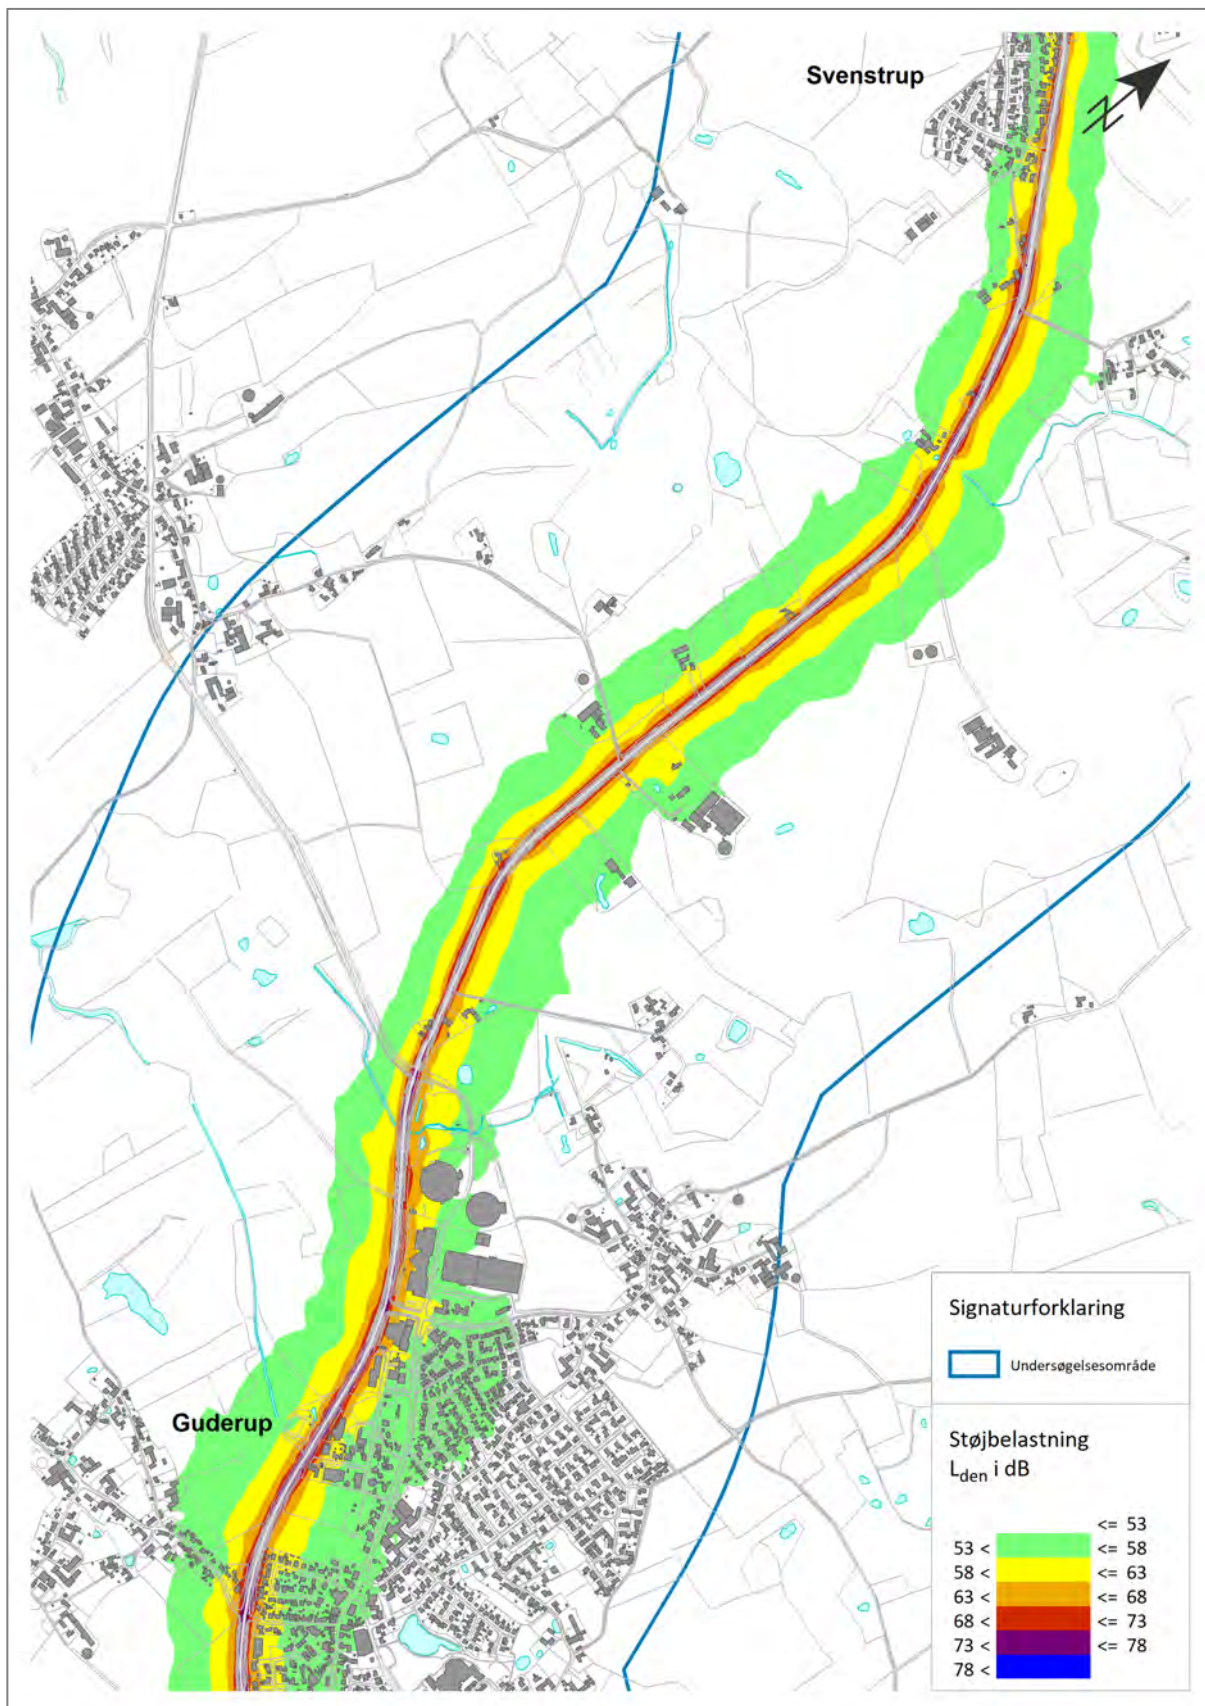 Svenstrup
Guderup
Signaturforklaring
Undersøgelsesområde
Støjbelastning
Lden i dB
<= 53
53 < <= 58
58 < <= 63
63 < <= 68
68 < <= 73
73 < <= 78
78 <